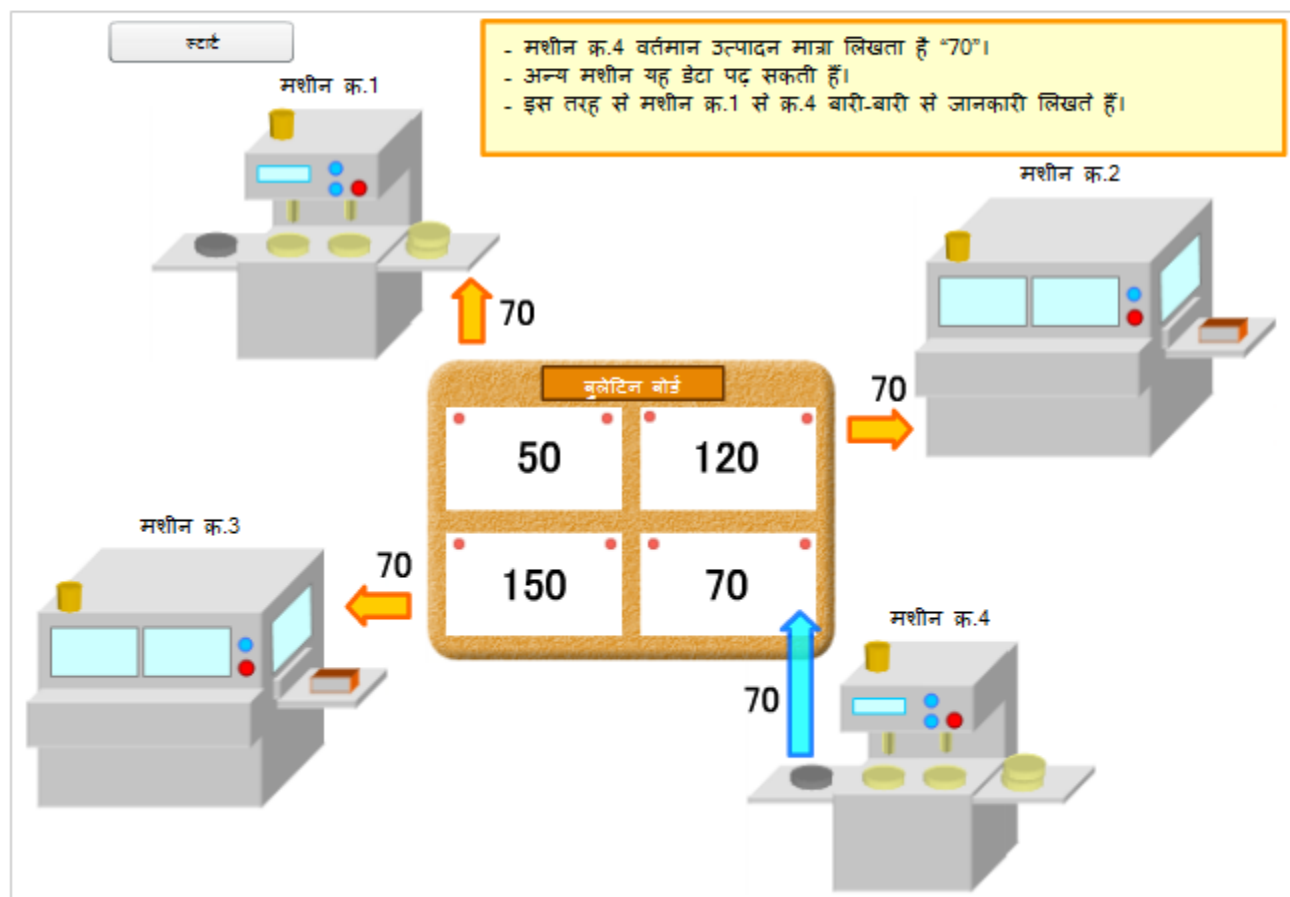 स्टार्ट
- मशीन क्र.4 वर्तमान उत्पादन मात्रा लिखता है “70”।
- अन्य मशीन यह डेटा पढ़ सकती हैं।
- इस तरह से मशीन क्र.1 से क्र.4 बारी-बारी से जानकारी लिखते हैं।
मशीन क्र.1
मशीन क्र.2
70
70
बुलेटिन बोर्ड
50 120
150 70
मशीन क्र.3
70
मशीन क्र.4
70